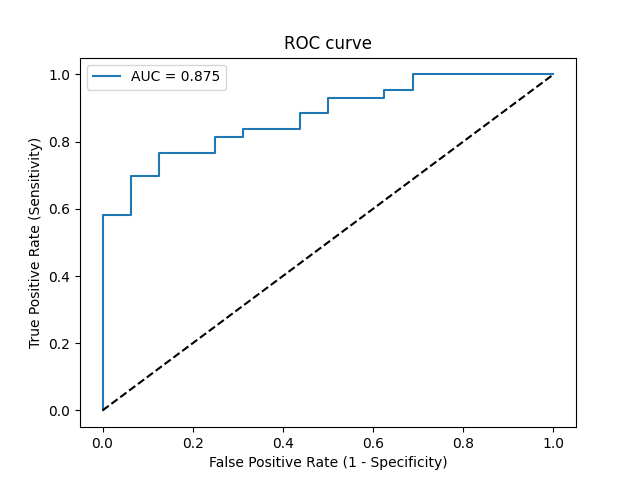 ROC curve
AUC = 0.875
True Positive Rate (Sensitivity)
1.0
0.8
0.6
0.4
0.2
0.0
0.0 0.2 0.4 0.6 0.8 1.0
False Positive Rate (1 - Specificity)